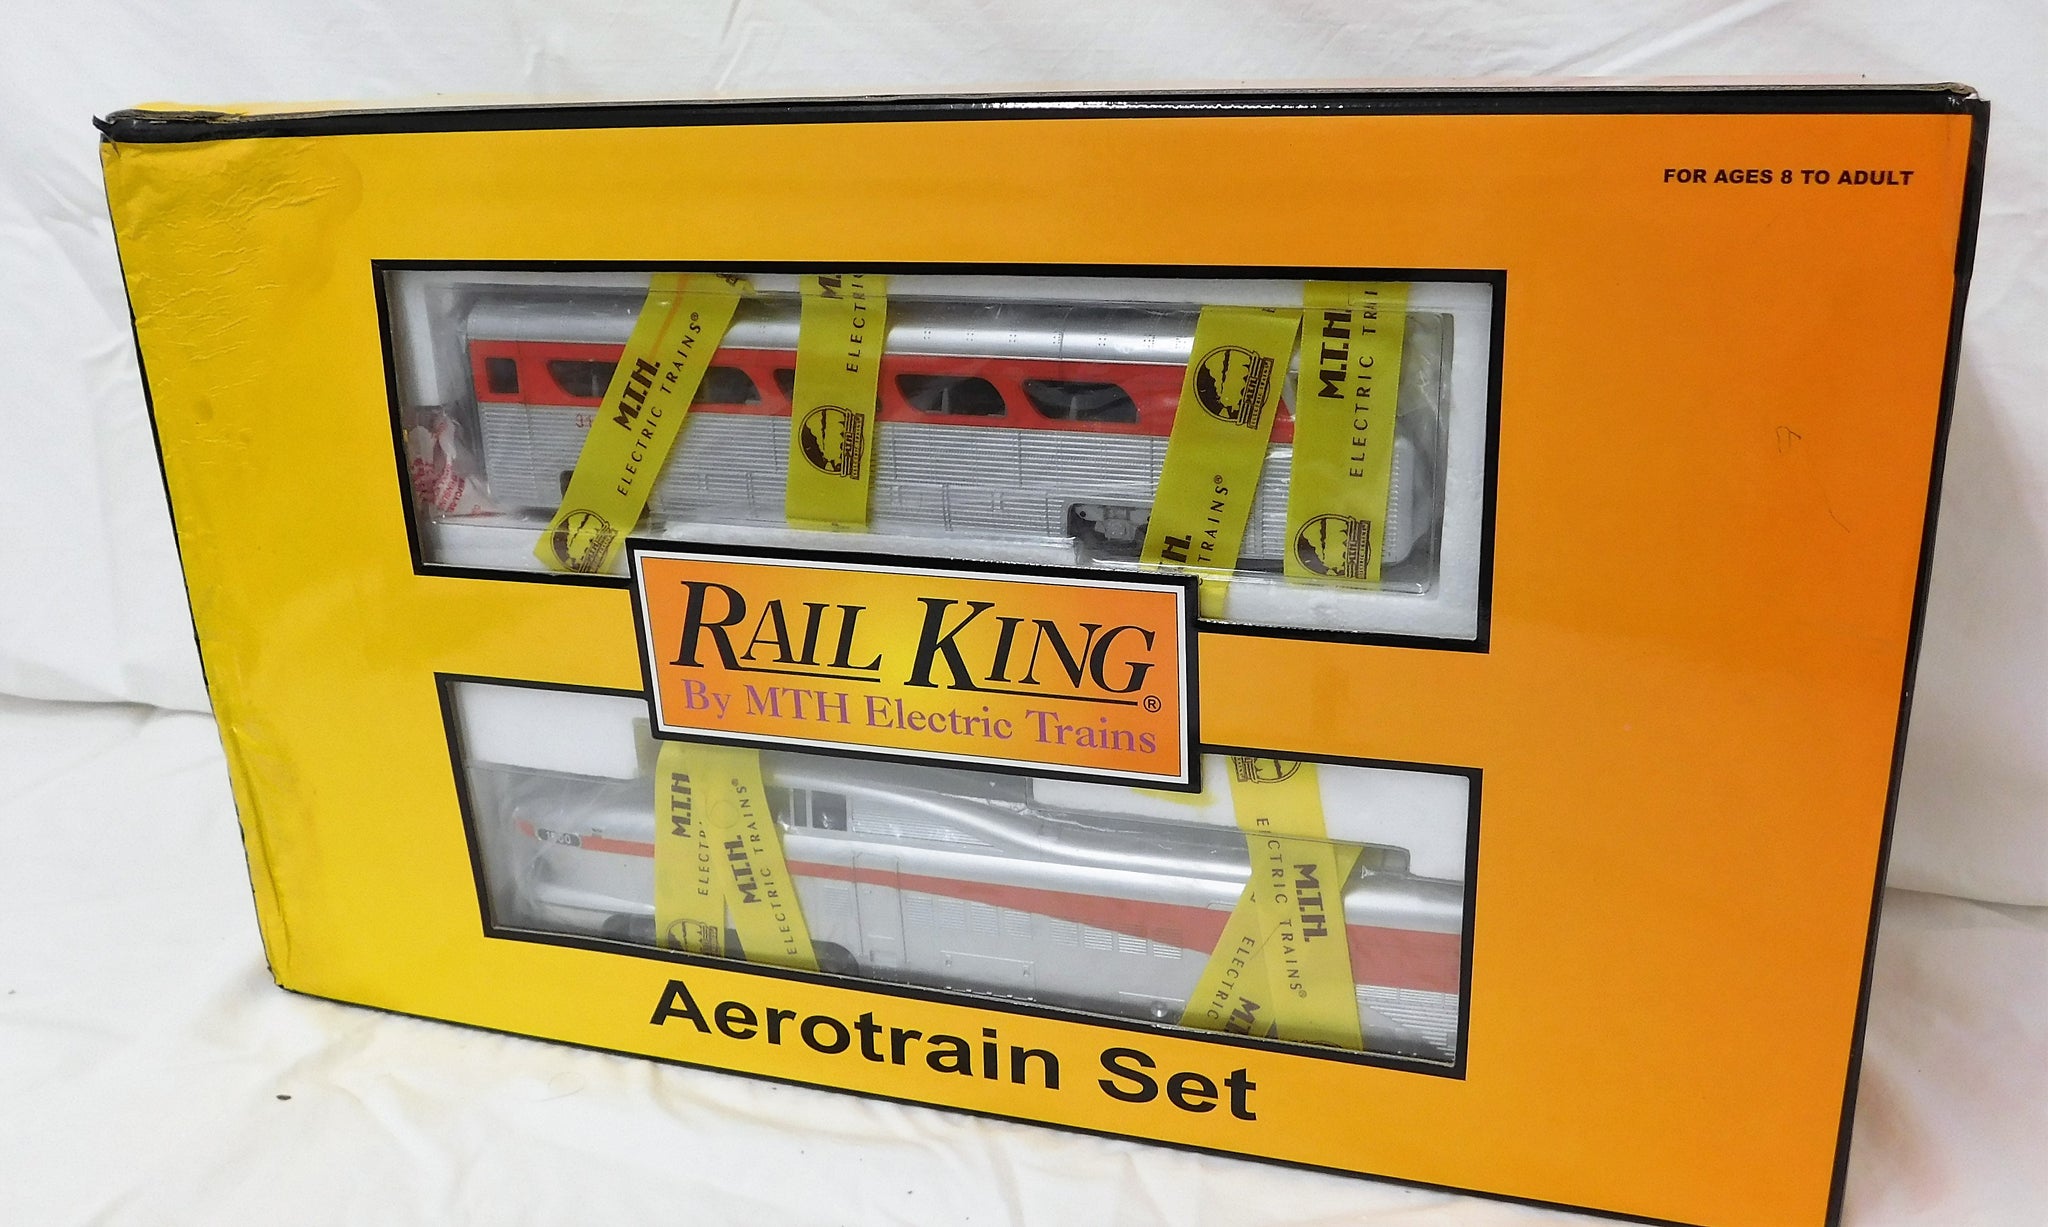 FOR AGES 8 TO ADULT
M.T.H.
ELECTRIC TRAINS®
M.T.H.
ELECTRIC TRAINS
TRAINS®
RAIL KING®
By MTH Electric Trains
M.T.H
M.T.H.
ELECTRIC TRAINS®
M.T.H.
ELECTRIC TRAINS®
ELECTRIC
Aerotrain Set